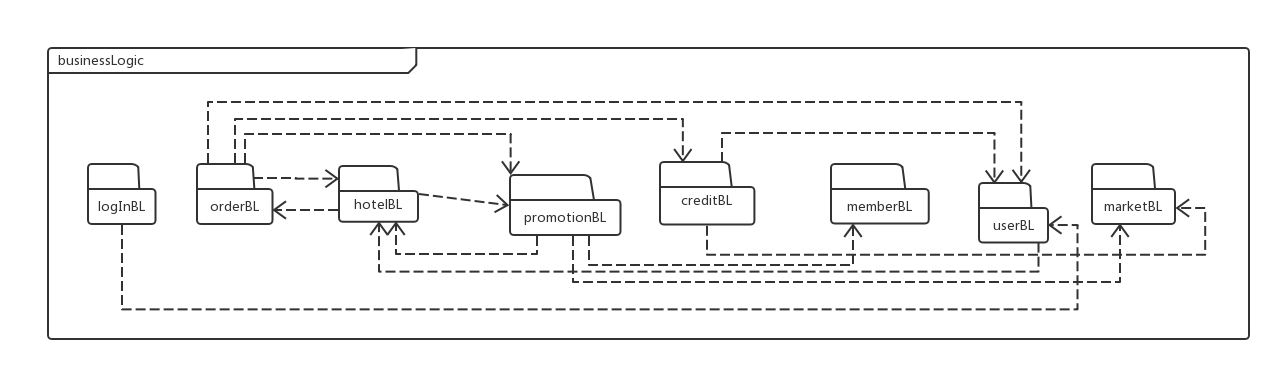 businessLogic
logInBL
orderBL
hotelBL
promotionBL
creditBL
memberBL
userBL
marketBL